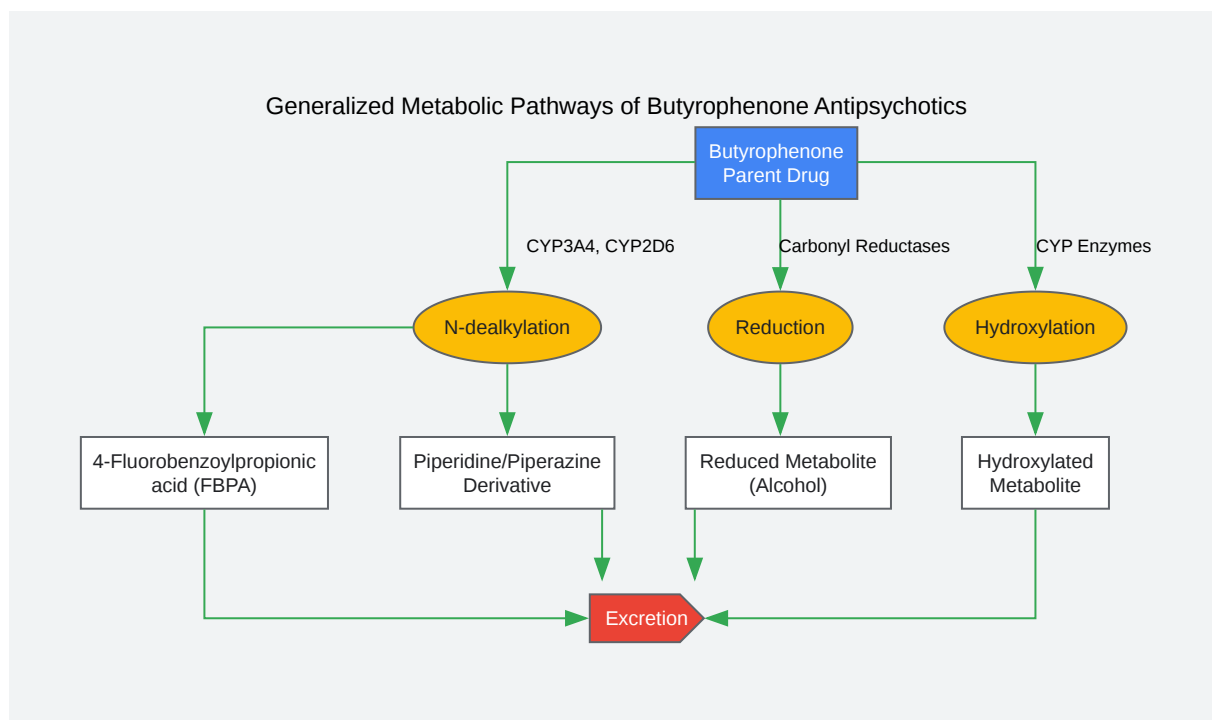 Generalized Metabolic Pathways of Butyrophenone Antipsychotics
Butyrophenone
Parent Drug
CYP3A4, CYP2D6
Carbonyl Reductases
CYP Enzymes
N-dealkylation
Reduction
Hydroxylation
4-Fluorobenzoylpropionic
acid (FBPA)
Piperidine/Piperazine
Derivative
Reduced Metabolite
(Alcohol)
Hydroxylated
Metabolite
Excretion